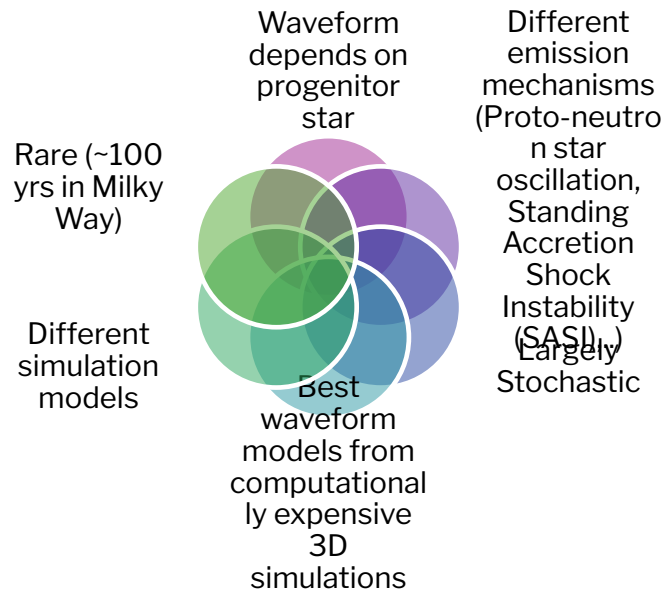 Waveform
depends on
progenitor
star
Different
emission
mechanisms
(Proto-neutro
n star
oscillation,
Standing
Accretion
Shock
Instability
(SASI),..)
Largely
Stochastic
Best
waveform
models from
computational
ly expensive
3D
simulations
Different
simulation
models
Rare (~100
yrs in Milky
Way)